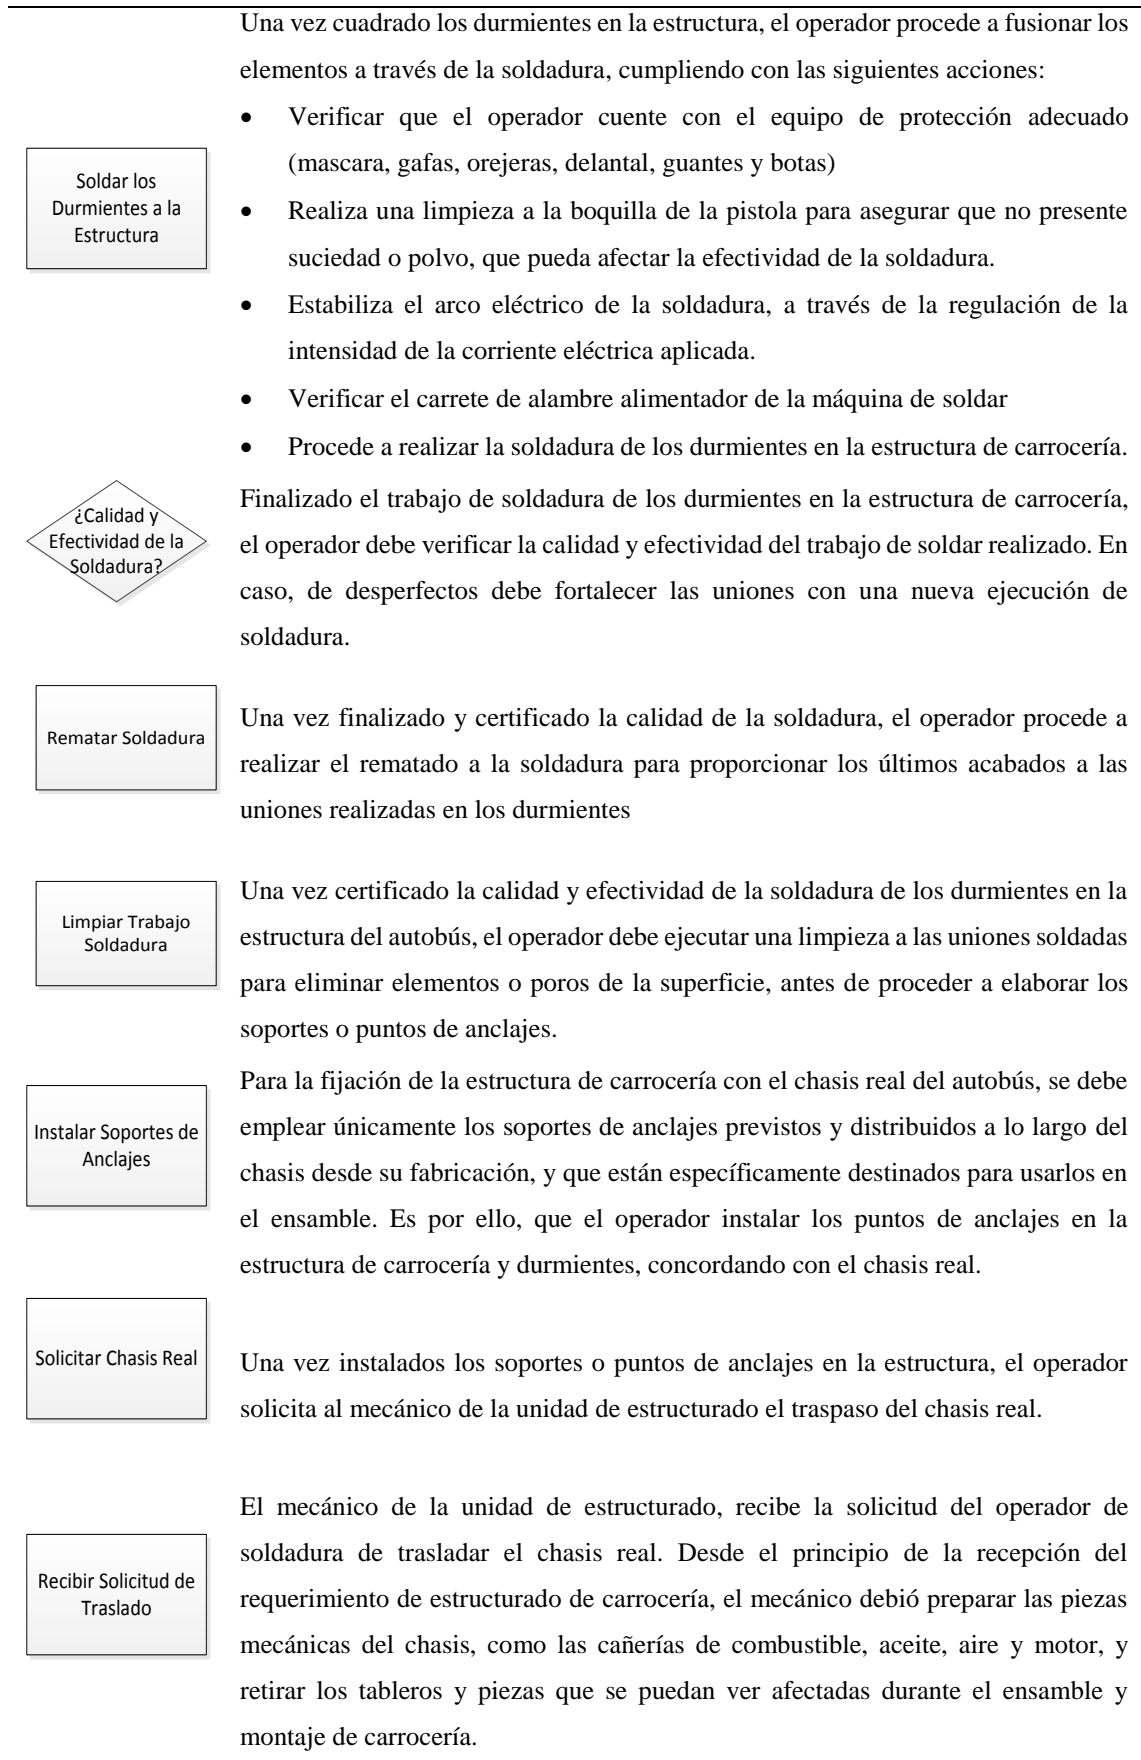 Una vez cuadrado los durmientes en la estructura, el operador procede a fusionar los
elementos a través de la soldadura, cumpliendo con las siguientes acciones:
• Verificar que el operador cuente con el equipo de protección adecuado
(mascara, gafas, orejeras, delantal, guantes y botas)
Soldar los
Durmientes a la
Estructura
• Realiza una limpieza a la boquilla de la pistola para asegurar que no presente
suciedad o polvo, que pueda afectar la efectividad de la soldadura.
• Estabiliza el arco eléctrico de la soldadura, a través de la regulación de la
intensidad de la corriente eléctrica aplicada.
• Verificar el carrete de alambre alimentador de la máquina de soldar
• Procede a realizar la soldadura de los durmientes en la estructura de carrocería.
¿Calidad y
Efectividad de la
Soldadura?
Finalizado el trabajo de soldadura de los durmientes en la estructura de carrocería,
el operador debe verificar la calidad y efectividad del trabajo de soldar realizado. En
caso, de desperfectos debe fortalecer las uniones con una nueva ejecución de
soldadura.
Rematar Soldadura
Una vez finalizado y certificado la calidad de la soldadura, el operador procede a
realizar el rematado a la soldadura para proporcionar los últimos acabados a las
uniones realizadas en los durmientes
Limpiar Trabajo
Soldadura
Una vez certificado la calidad y efectividad de la soldadura de los durmientes en la
estructura del autobús, el operador debe ejecutar una limpieza a las uniones soldadas
para eliminar elementos o poros de la superficie, antes de proceder a elaborar los
soportes o puntos de anclajes.
Instalar Soportes de
Anclajes
Para la fijación de la estructura de carrocería con el chasis real del autobús, se debe
emplear únicamente los soportes de anclajes previstos y distribuidos a lo largo del
chasis desde su fabricación, y que están específicamente destinados para usarlos en
el ensamble. Es por ello, que el operador instalar los puntos de anclajes en la
estructura de carrocería y durmientes, concordando con el chasis real.
Solicitar Chasis Real
Una vez instalados los soportes o puntos de anclajes en la estructura, el operador
solicita al mecánico de la unidad de estructurado el traspaso del chasis real.
Recibir Solicitud de
Traslado
El mecánico de la unidad de estructurado, recibe la solicitud del operador de
soldadura de trasladar el chasis real. Desde el principio de la recepción del
requerimiento de estructurado de carrocería, el mecánico debió preparar las piezas
mecánicas del chasis, como las cañerías de combustible, aceite, aire y motor, y
retirar los tableros y piezas que se puedan ver afectadas durante el ensamble y
montaje de carrocería.